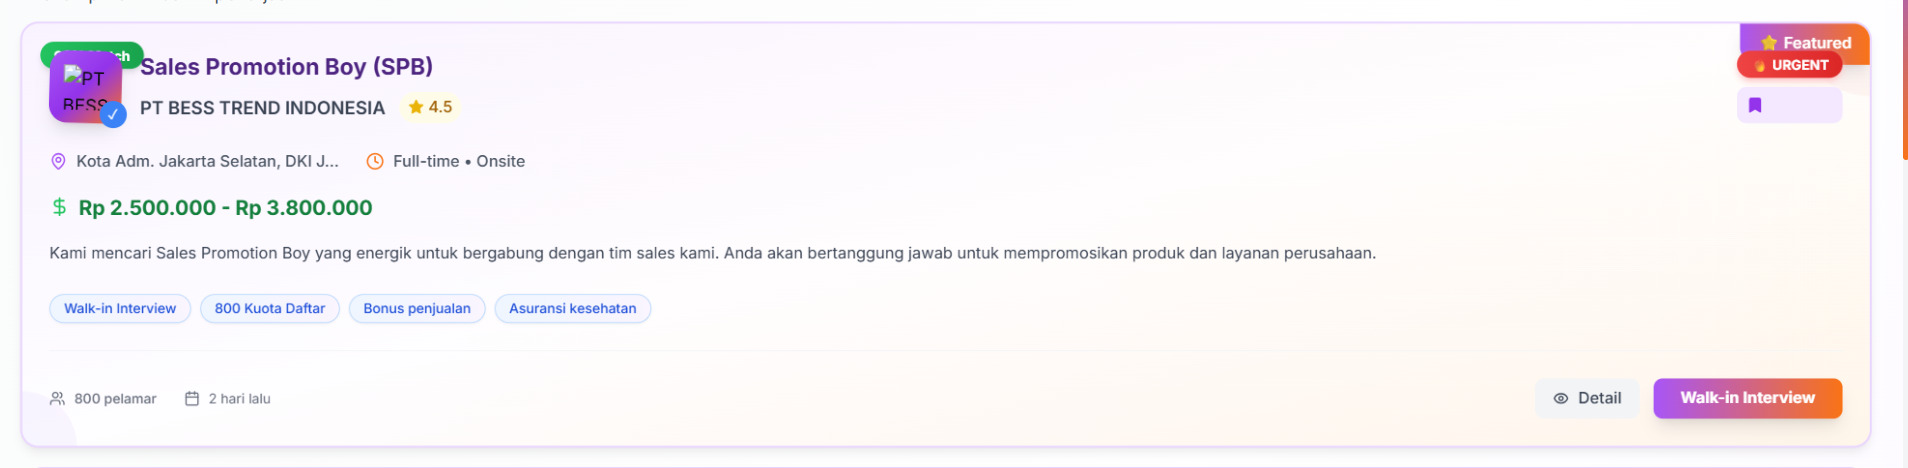 Featured
Sales Promotion Boy (SPB)
URGENT
PT
BESS
PT BESS TREND INDONESIA 4.5
Kota Adm. Jakarta Selatan, DKI J... Full-time • Onsite
Rp 2.500.000 - Rp 3.800.000
Kami mencari Sales Promotion Boy yang energik untuk bergabung dengan tim sales kami. Anda akan bertanggung jawab untuk mempromosikan produk dan layanan perusahaan.
Walk-in Interview 800 Kuota Daftar Bonus penjualan Asuransi kesehatan
800 pelamar 2 hari lalu Detail Walk-in Interview